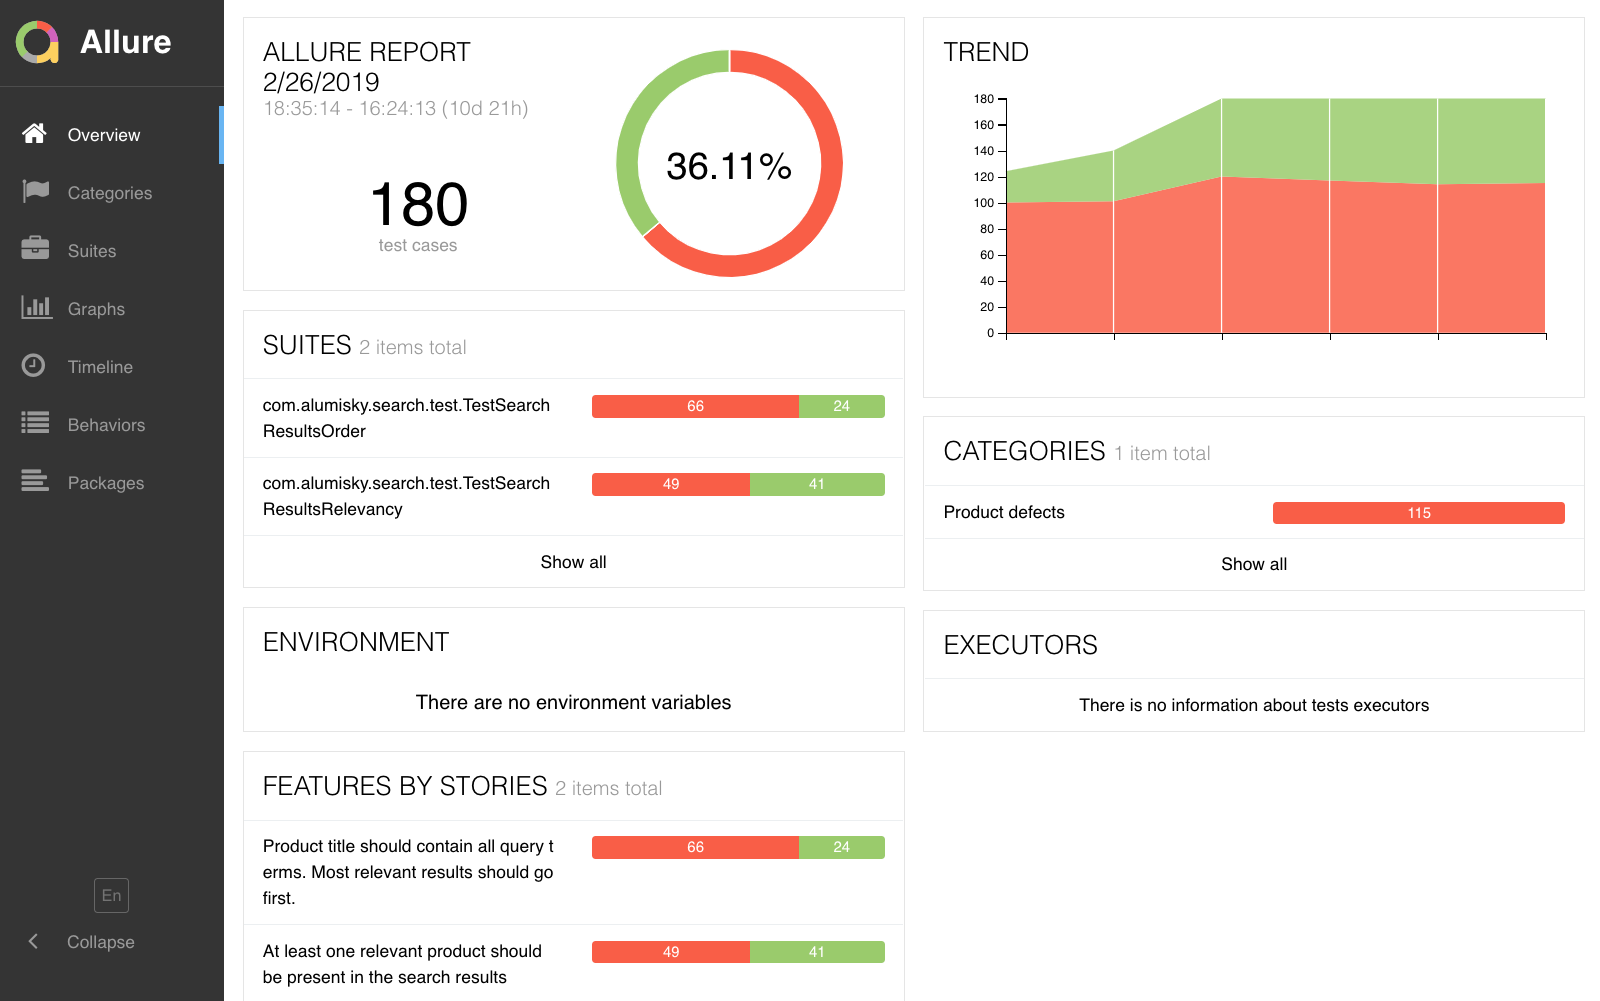 Allure
Overview
Categories
Suites
Graphs
Timeline
Behaviors
Packages
En
Collapse
ALLURE REPORT
2/26/2019
18:35:14 - 16:24:13 (10d 21h)
180
test cases
36.11%
SUITES 2 items total
com.alumisky.search.test.TestSearch
ResultsOrder
66 24
com.alumisky.search.test.TestSearch
ResultsRelevancy
49 41
Show all
ENVIRONMENT
There are no environment variables
FEATURES BY STORIES 2 items total
Product title should contain all query t
erms. Most relevant results should go
first.
66 24
At least one relevant product should
be present in the search results
49 41
TREND
180
160
140
120
100
80
60
40
20
0
CATEGORIES 1 item total
Product defects
115
Show all
EXECUTORS
There is no information about tests executors